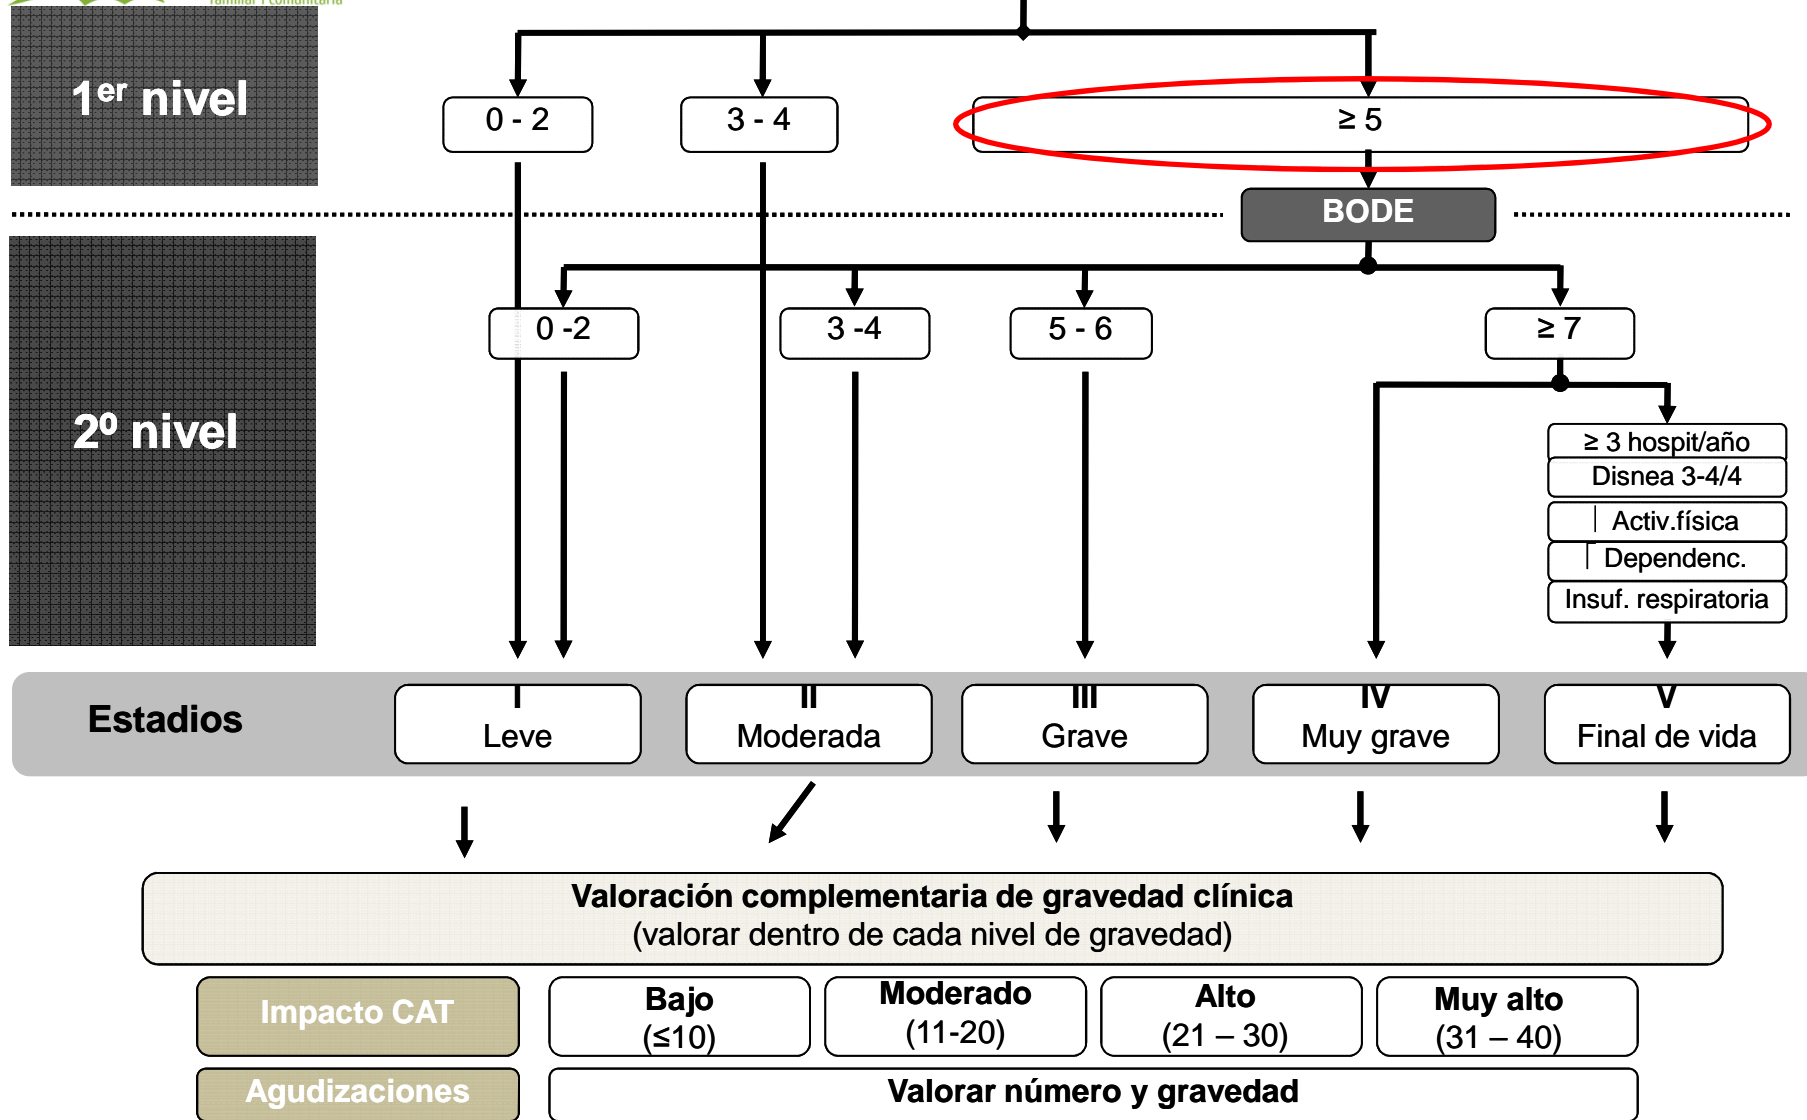 familiar i comunitària
1er nivel
0 - 2
3 - 4
≥ 5
BODE
2º nivel
0 -2
3 -4
5 - 6
≥ 7
≥ 3 hospit/año
Disnea 3-4/4
Activ.física
Dependenc.
Insuf. respiratoria
Estadios
I
Leve
II
Moderada
III
Grave
IV
Muy grave
V
Final de vida
Valoración complementaria de gravedad clínica
(valorar dentro de cada nivel de gravedad)
Impacto CAT
Bajo
(≤10)
Moderado
(11-20)
Alto
(21 – 30)
Muy alto
(31 – 40)
Agudizaciones
Valorar número y gravedad